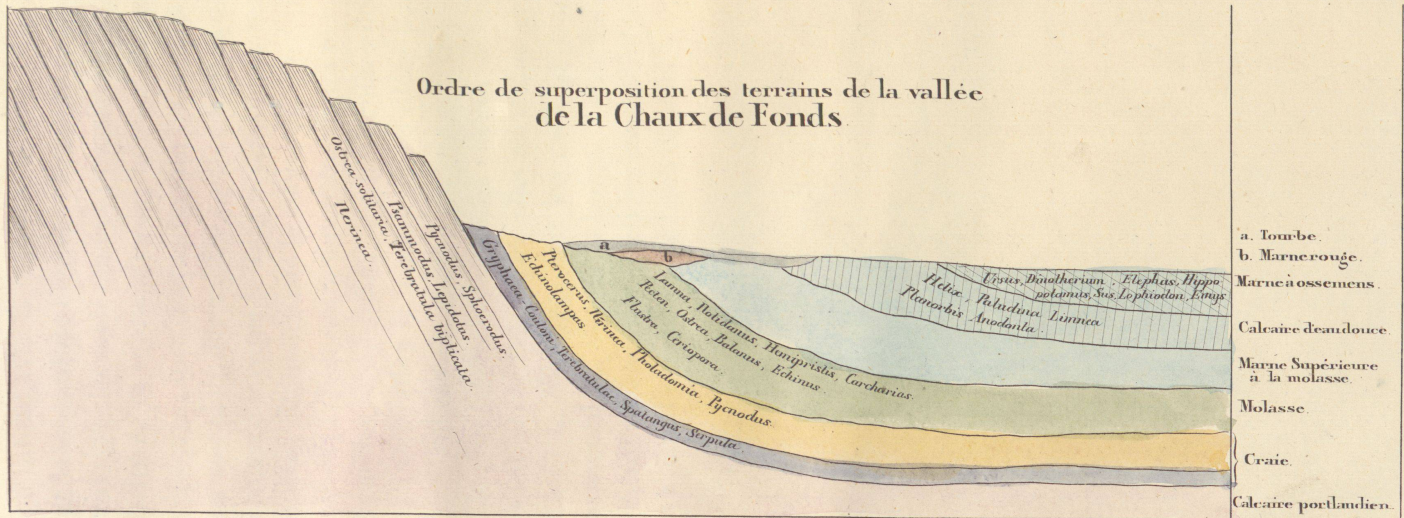 Ordre de superposition des terrains de la vallée
de la Chaux de Fonds
Ostrea solitaria, Terebratula biplicata.
Nerinea.
Psammodus Lepidotus
Pycnodus, Sphoerodus.
Gryphaea-Couloni, Terebratulae, Spatangus, Serpula.
Pterocerus, Nerinea, Pholadomia, Pycnodus.
Echinolampas
a
b
Lamna, Notidanus, Hemipristis, Carcharias.
Pecten, Ostrea, Balanus, Echinus.
Flustra. Ceriopora.
Helix, Paludina Limnea
Planorbis Anodonta.
Ursus, Dinotherium, Elephas, Hippo
potamus, Sus, Lophiodon, Emys
a. Tourbe.
b. Marne rouge.
Marne à ossemens.
Calcaire d'eau douce.
Marne Supérieure
à la molasse.
Molasse.
Craie.
Calcaire portlandien.